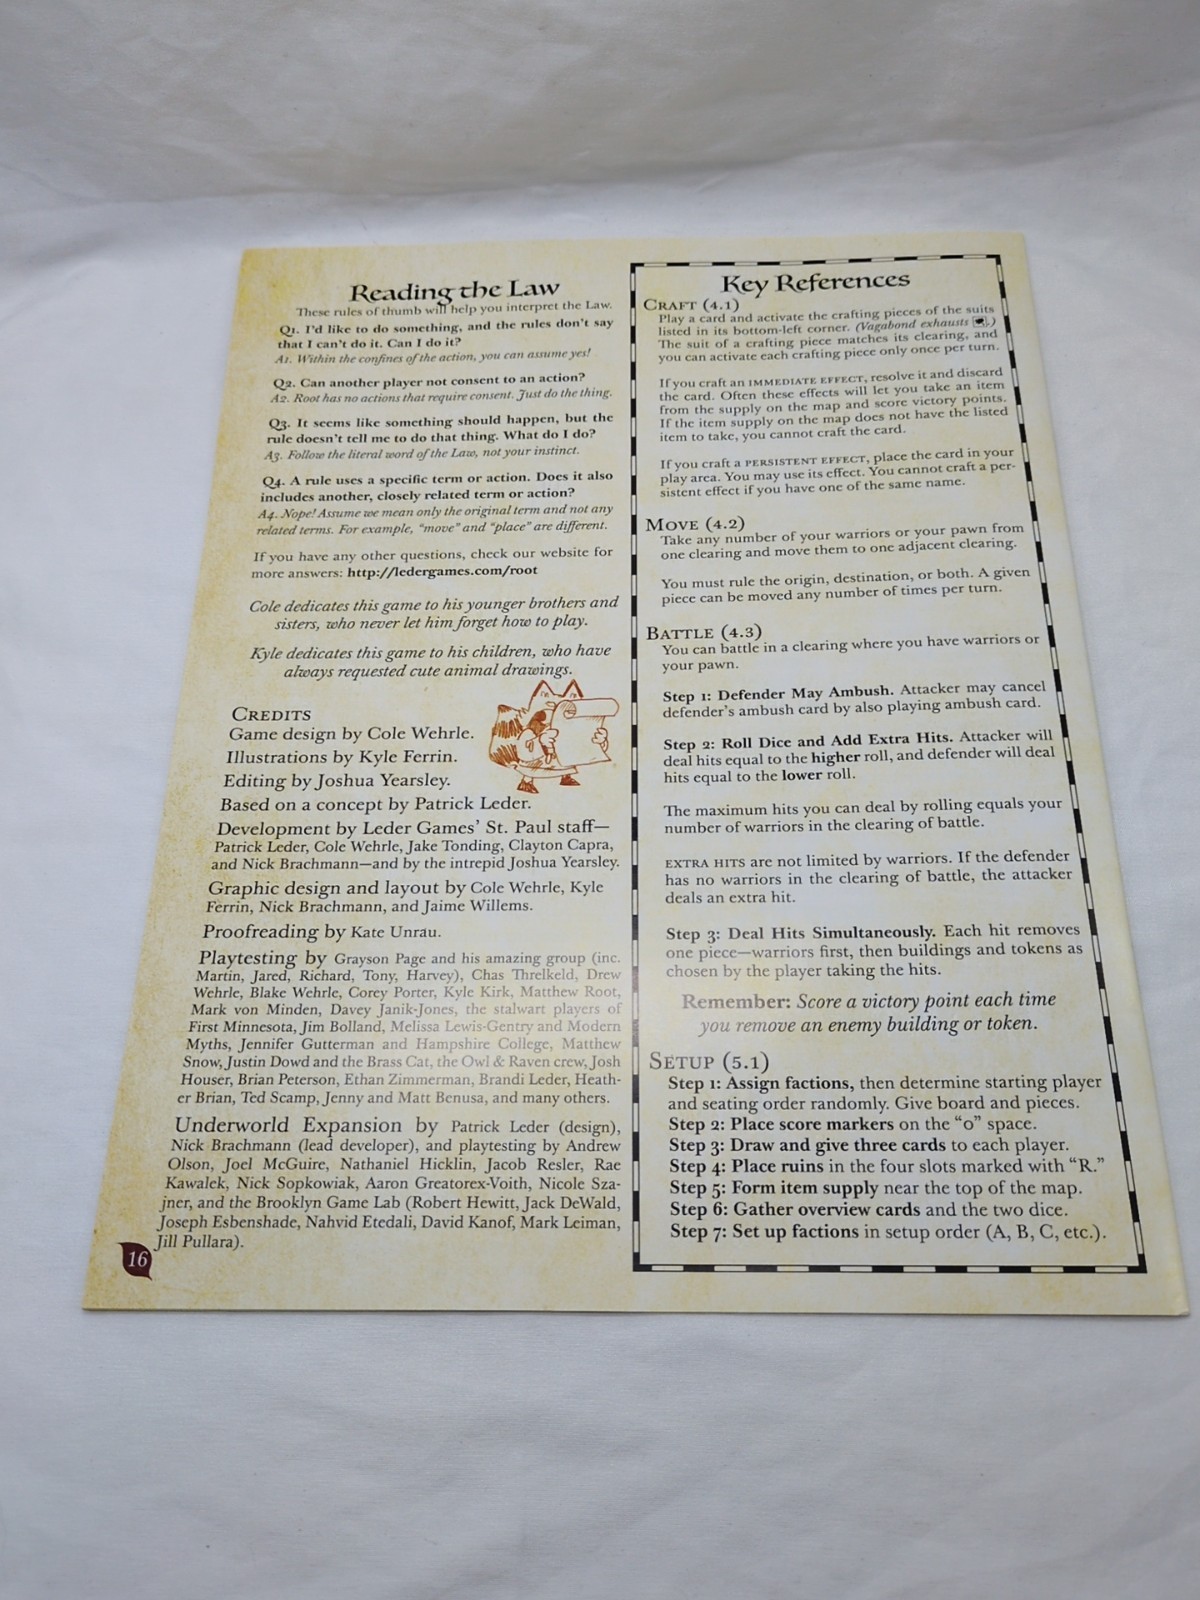 Reading the Law
These rules of thumb will help you interpret the Law.
Q1. I'd like to do something, and the rules don't say
that I can't do it. Can I do it?
A1. Within the confines of the action, you can assume yes!
Q2. Can another player not consent to an action?
A2. Root has no actions that require consent. Just do the thing.
Q3. It seems like something should happen, but the
rule doesn't tell me to do that thing. What do I do?
A3. Follow the literal word of the Law, not your instinct.
Q4. A rule uses a specific term or action. Does it also
includes another, closely related term or action?
A4. Nope! Assume we mean only the original term and not any
related terms. For example, “move” and “place” are different.
If you have any other questions, check our website for
more answers: http://ledergames.com/root
Cole dedicates this game to his younger brothers and
sisters, who never let him forget how to play.
Kyle dedicates this game to his children, who have
always requested cute animal drawings.
CREDITS
Game design by Cole Wehrle.
Illustrations by Kyle Ferrin.
Editing by Joshua Yearsley.
Based on a concept by Patrick Leder.
Development by Leder Games' St. Paul staff—
Patrick Leder, Cole Wehrle, Jake Tonding, Clayton Capra,
and Nick Brachmann—and by the intrepid Joshua Yearsley.
Graphic design and layout by Cole Wehrle, Kyle
Ferrin, Nick Brachmann, and Jaime Willems.
Proofreading by Kate Unrau.
Playtesting by Grayson Page and his amazing group (inc.
Martin, Jared, Richard, Tony, Harvey), Chas Threlkeld, Drew
Wehrle, Blake Wehrle, Corey Porter, Kyle Kirk, Matthew Root,
Mark von Minden, Davey Janik-Jones, the stalwart players of
First Minnesota, Jim Bolland, Melissa Lewis-Gentry and Modern
Myths, Jennifer Gutterman and Hampshire College, Matthew
Snow, Justin Dowd and the Brass Cat, the Owl & Raven crew, Josh
Houser, Brian Peterson, Ethan Zimmerman, Brandi Leder, Heath-
er Brian, Ted Scamp, Jenny and Matt Benusa, and many others.
Underworld Expansion by Patrick Leder (design),
Nick Brachmann (lead developer), and playtesting by Andrew
Olson, Joel McGuire, Nathaniel Hicklin, Jacob Resler, Rae
Kawalek, Nick Sopkowiak, Aaron Greatorex-Voith, Nicole Sza-
jner, and the Brooklyn Game Lab (Robert Hewitt, Jack DeWald,
Joseph Esbenshade, Nahvid Etedali, David Kanof, Mark Leiman,
Jill Pullara).
16
Key References
CRAFT (4.1)
Play a card and activate the crafting pieces of the suits
listed in its bottom-left corner. (Vagabond exhausts .)
The suit of a crafting piece matches its clearing, and
you can activate each crafting piece only once per turn.
If you craft an IMMEDIATE EFFECT, resolve it and discard
the card. Often these effects will let you take an item
from the supply on the map and score victory points.
If the item supply on the map does not have the listed
item to take, you cannot craft the card.
If you craft a PERSISTENT EFFECT, place the card in your
play area. You may use its effect. You cannot craft a per-
sistent effect if you have one of the same name.
MOVE (4.2)
Take any number of your warriors or your pawn from
one clearing and move them to one adjacent clearing.
You must rule the origin, destination, or both. A given
piece can be moved any number of times per turn.
BATTLE (4.3)
You can battle in a clearing where you have warriors or
your pawn.
Step 1: Defender May Ambush. Attacker may cancel
defender's ambush card by also playing ambush card.
Step 2: Roll Dice and Add Extra Hits. Attacker will
deal hits equal to the higher roll, and defender will deal
hits equal to the lower roll.
The maximum hits you can deal by rolling equals your
number of warriors in the clearing of battle.
EXTRA HITS are not limited by warriors. If the defender
has no warriors in the clearing of battle, the attacker
deals an extra hit.
Step 3: Deal Hits Simultaneously. Each hit removes
one piece—warriors first, then buildings and tokens as
chosen by the player taking the hits.
Remember: Score a victory point each time
you remove an enemy building or token.
SETUP (5.1)
Step 1: Assign factions, then determine starting player
and seating order randomly. Give board and pieces.
Step 2: Place score markers on the “0” space.
Step 3: Draw and give three cards to each player.
Step 4: Place ruins in the four slots marked with “R.”
Step 5: Form item supply near the top of the map.
Step 6: Gather overview cards and the two dice.
Step 7: Set up factions in setup order (A, B, C, etc.).